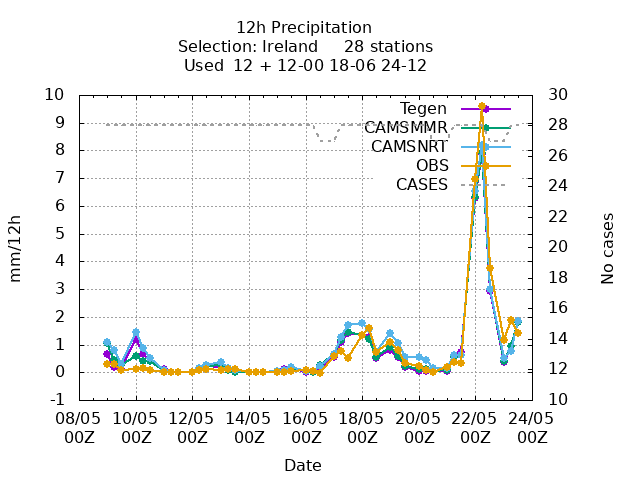 12h Precipitation
Selection: Ireland 28 stations
Used 12 + 12-00 18-06 24-12
10
9
8
7
6
5
4
3
2
1
0
-1
mm/12h
30
28
26
24
22
20
18
16
14
12
10
No cases
Tegen
CAMSMMR
CAMSNRT
OBS
CASES
08/05 10/05 12/05 14/05 16/05 18/05 20/05 22/05 24/05
00Z 00Z 00Z 00Z 00Z 00Z 00Z 00Z 00Z
Date